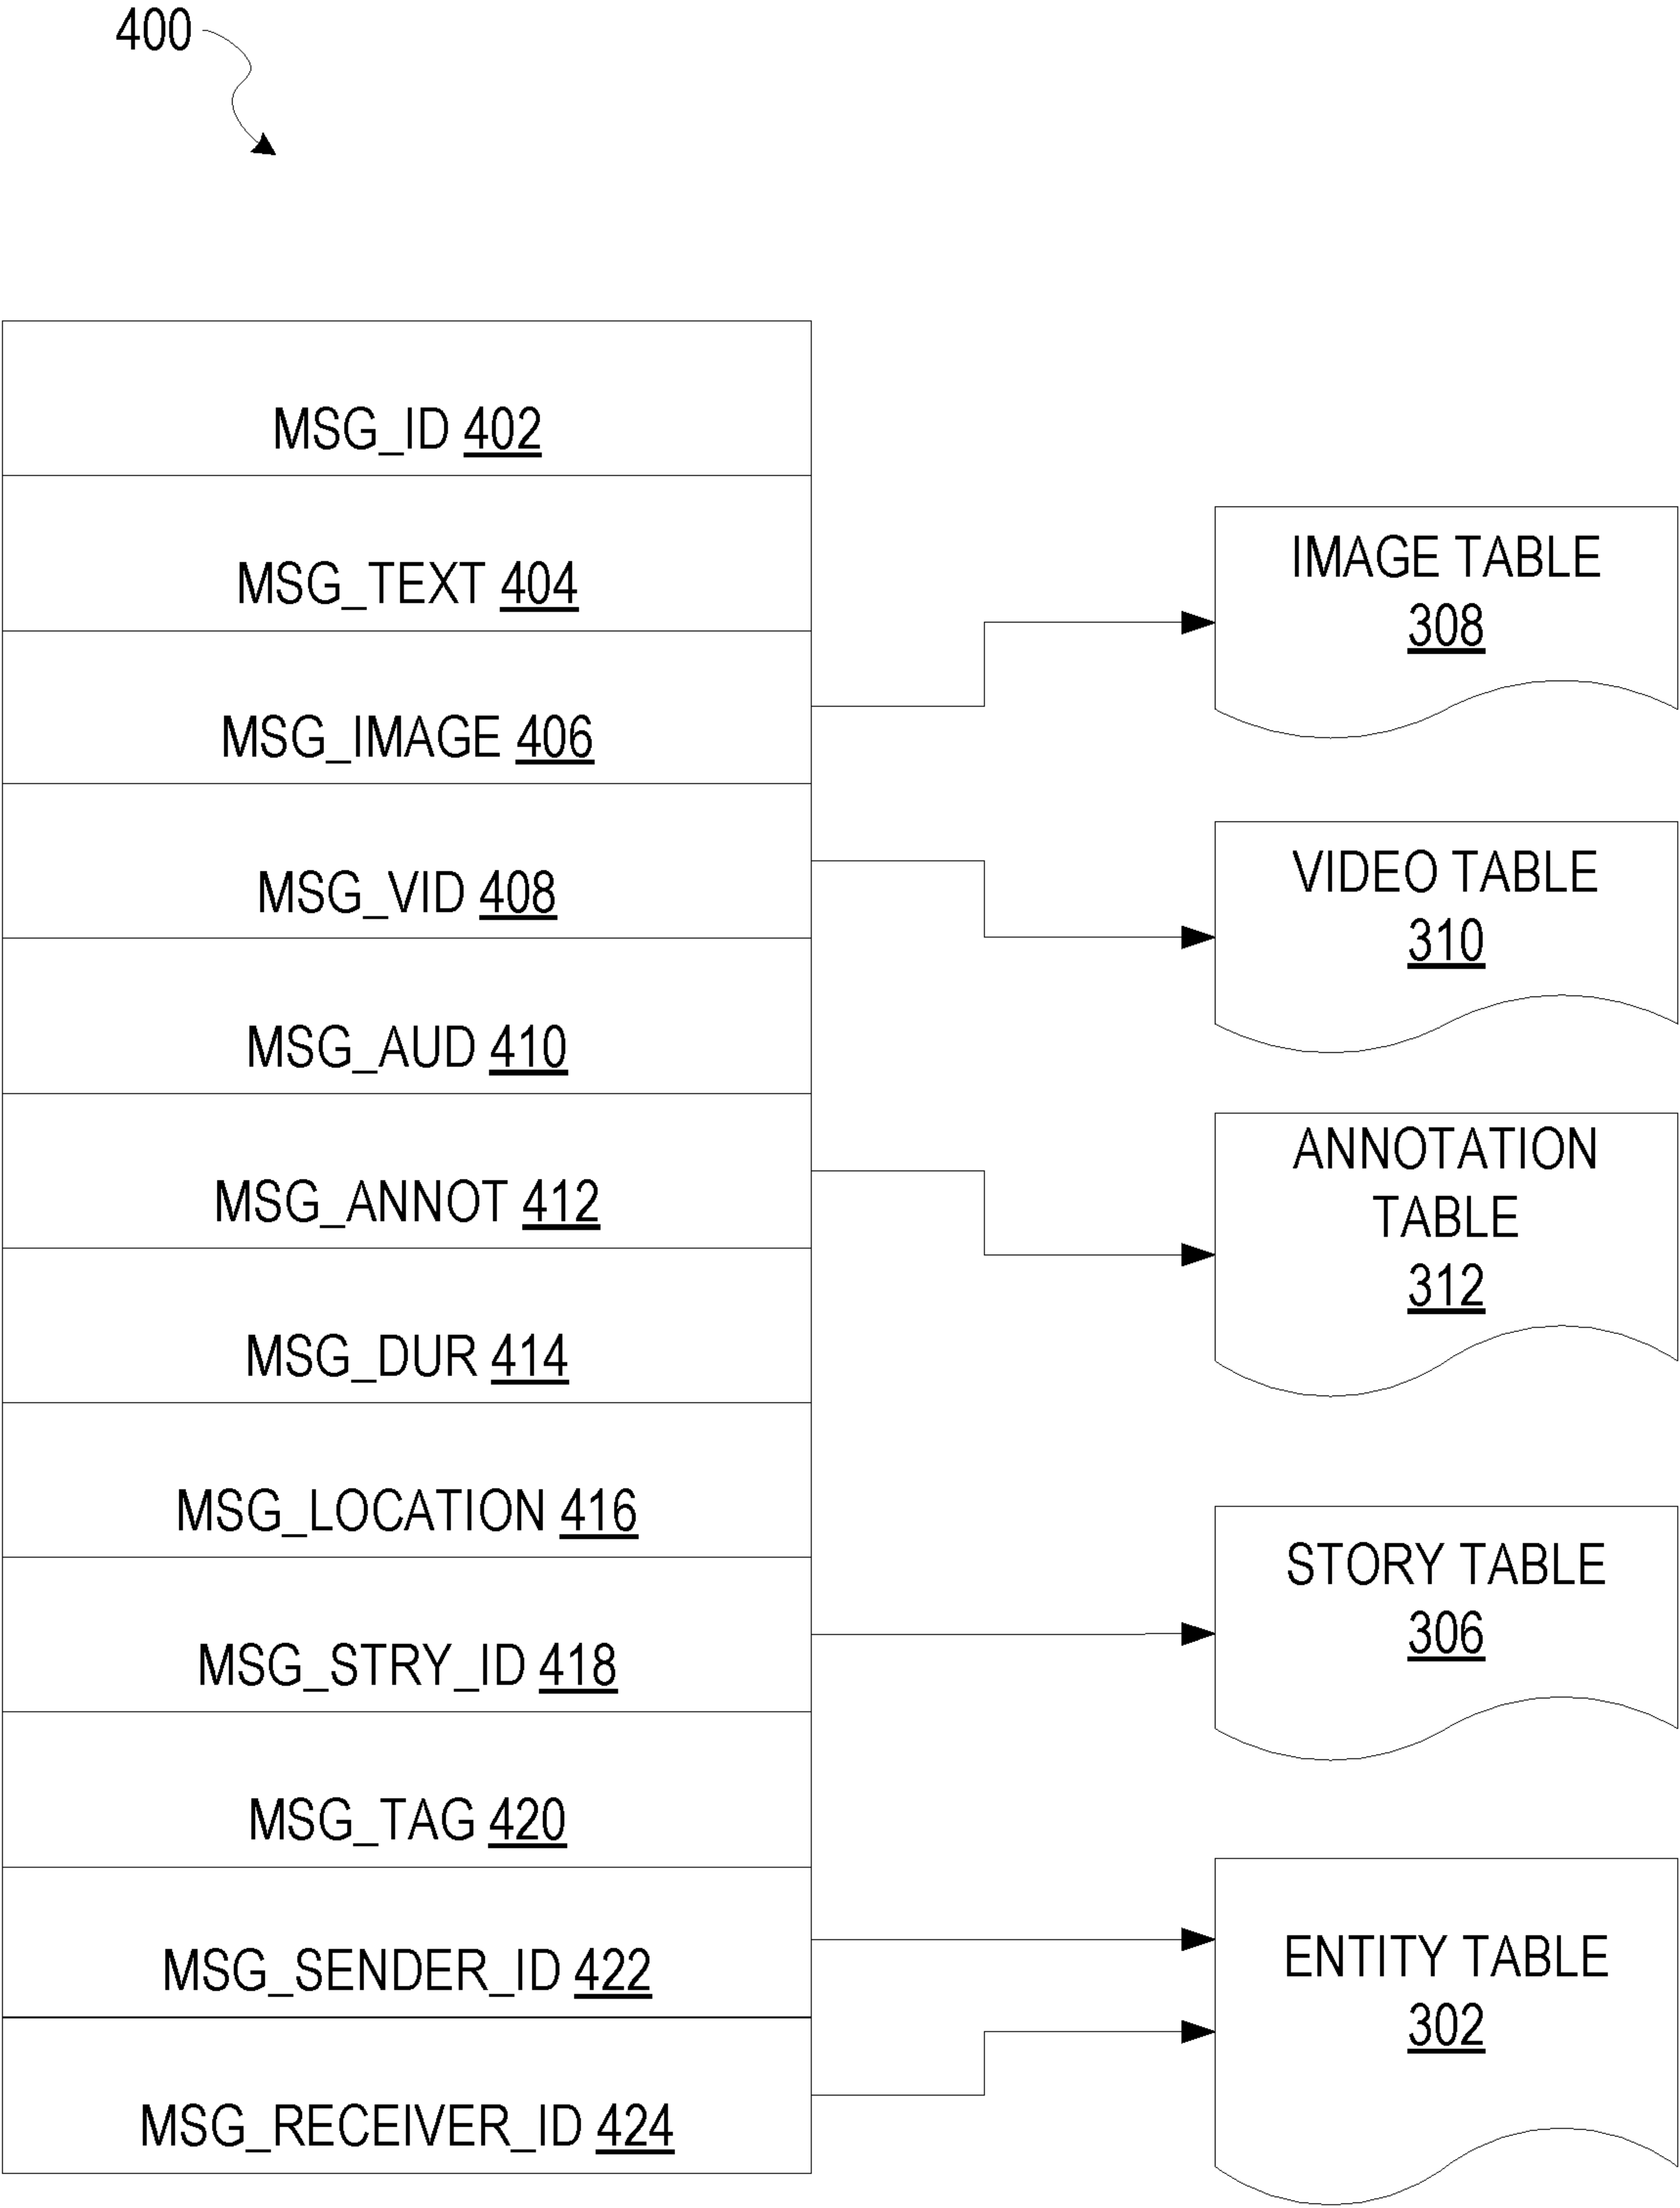 400
MSG_ID 402
MSG_TEXT 404
MSG_IMAGE 406
MSG_VID 408
MSG_AUD 410
MSG_ANNOT 412
MSG_DUR 414
MSG_LOCATION 416
MSG_STRY_ID 418
MSG_TAG 420
MSG_SENDER_ID 422
MSG_RECEIVER_ID 424
IMAGE TABLE
308
VIDEO TABLE
310
ANNOTATION
TABLE
312
STORY TABLE
306
ENTITY TABLE
302